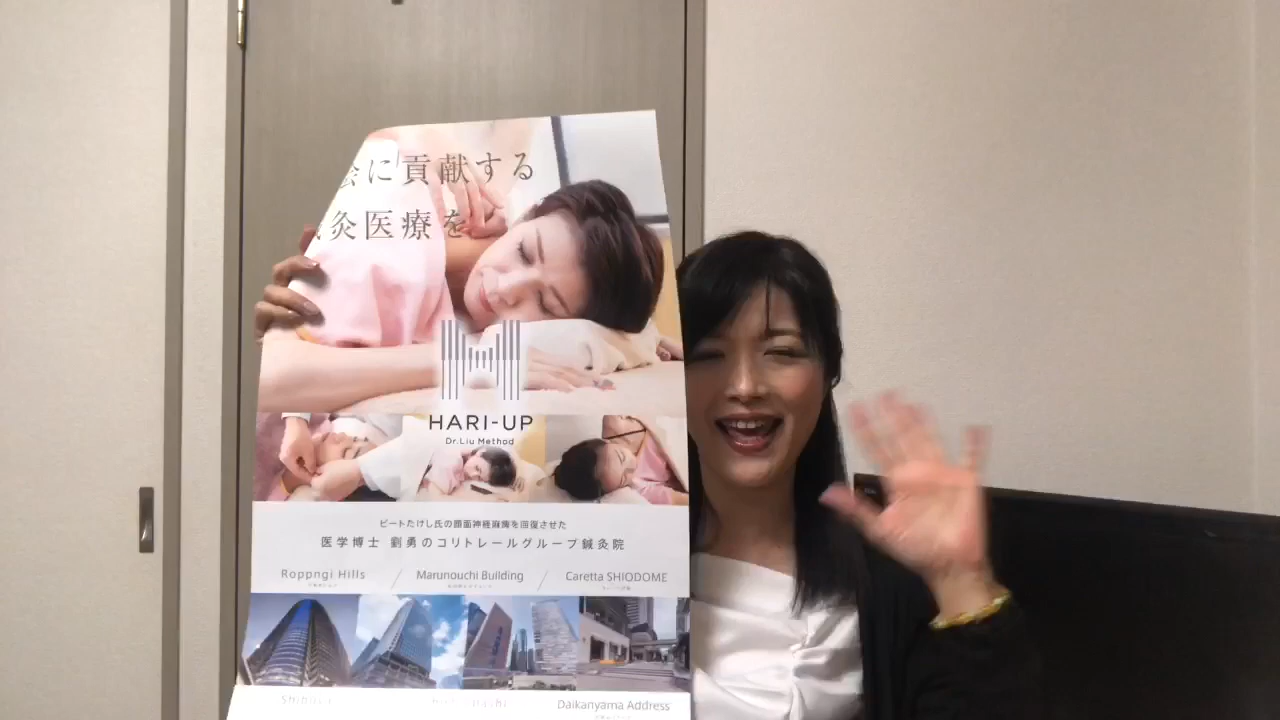 に貢献する
灸医療を
HARI-UP
Dr.Liu Method
ビートたけし氏の顔面神経麻痺を回復させた
医学博士 劉勇のコリトレールグループ鍼灸院
Roppngi Hills / Marunouchi Building / Caretta SHIODOME
Daikanyama Address